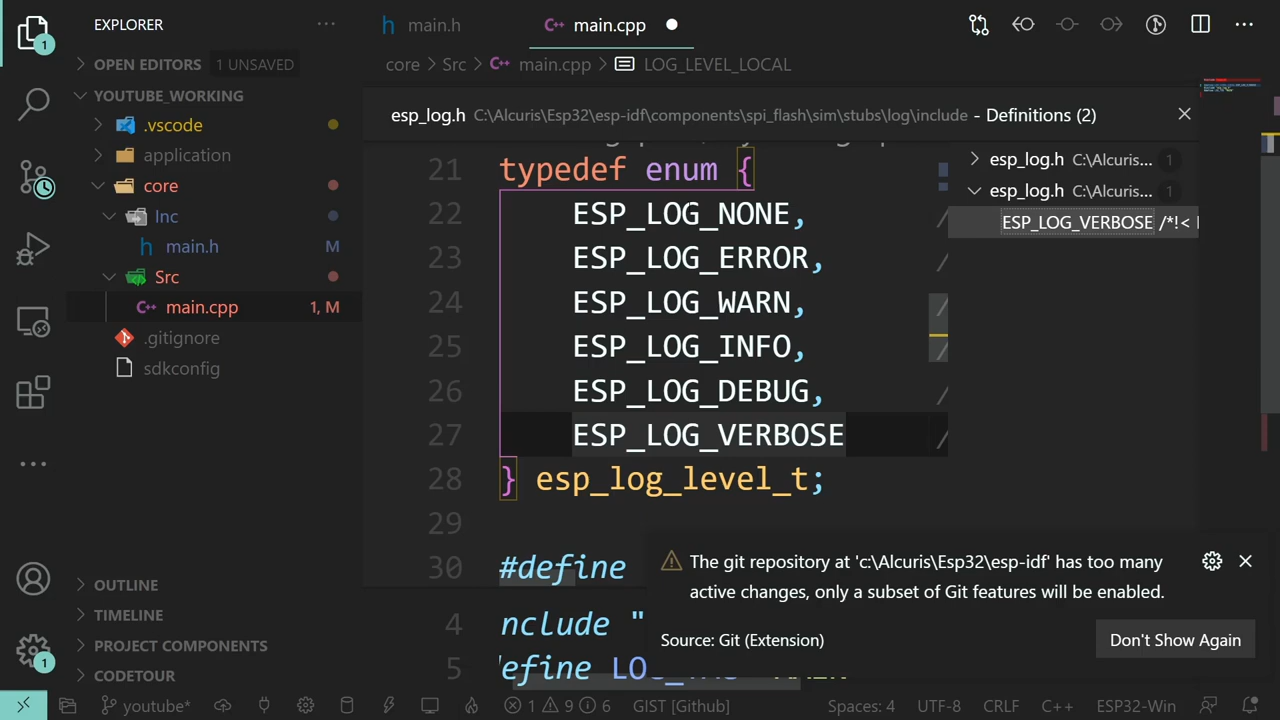 EXPLORER
main.h
main.cpp
OPEN EDITORS 1 UNSAVED
core > Src > main.cpp > LOG_LEVEL_LOCAL
YOUTUBE_WORKING
.vscode
application
core
Inc
main.h M
Src
main.cpp 1, M
.gitignore
sdkconfig
OUTLINE
TIMELINE
PROJECT COMPONENTS
CODETOUR
esp_log.h C:\Alcuris\Esp32\esp-idf\components\spi_flash\sim\stubs\log\include - Definitions (2)
21 typedef enum {
22 ESP_LOG_NONE, /
23 ESP_LOG_ERROR, /
24 ESP_LOG_WARN, /
25 ESP_LOG_INFO, /
26 ESP_LOG_DEBUG, /
27 ESP_LOG_VERBOSE /
28 } esp_log_level_t;
29
30 #define
4 nclude "
5 efine
esp_log.h C:\Alcuris... 1
esp_log.h C:\Alcuris... 1
ESP_LOG_VERBOSE /*!<
The git repository at 'c:\Alcuris\Esp32\esp-idf' has too many
active changes, only a subset of Git features will be enabled.
Source: Git (Extension)
Don't Show Again
1
1
youtube* 1 9 6 GIST [Github] Spaces: 4 UTF-8 CRLF C++ ESP32-Win